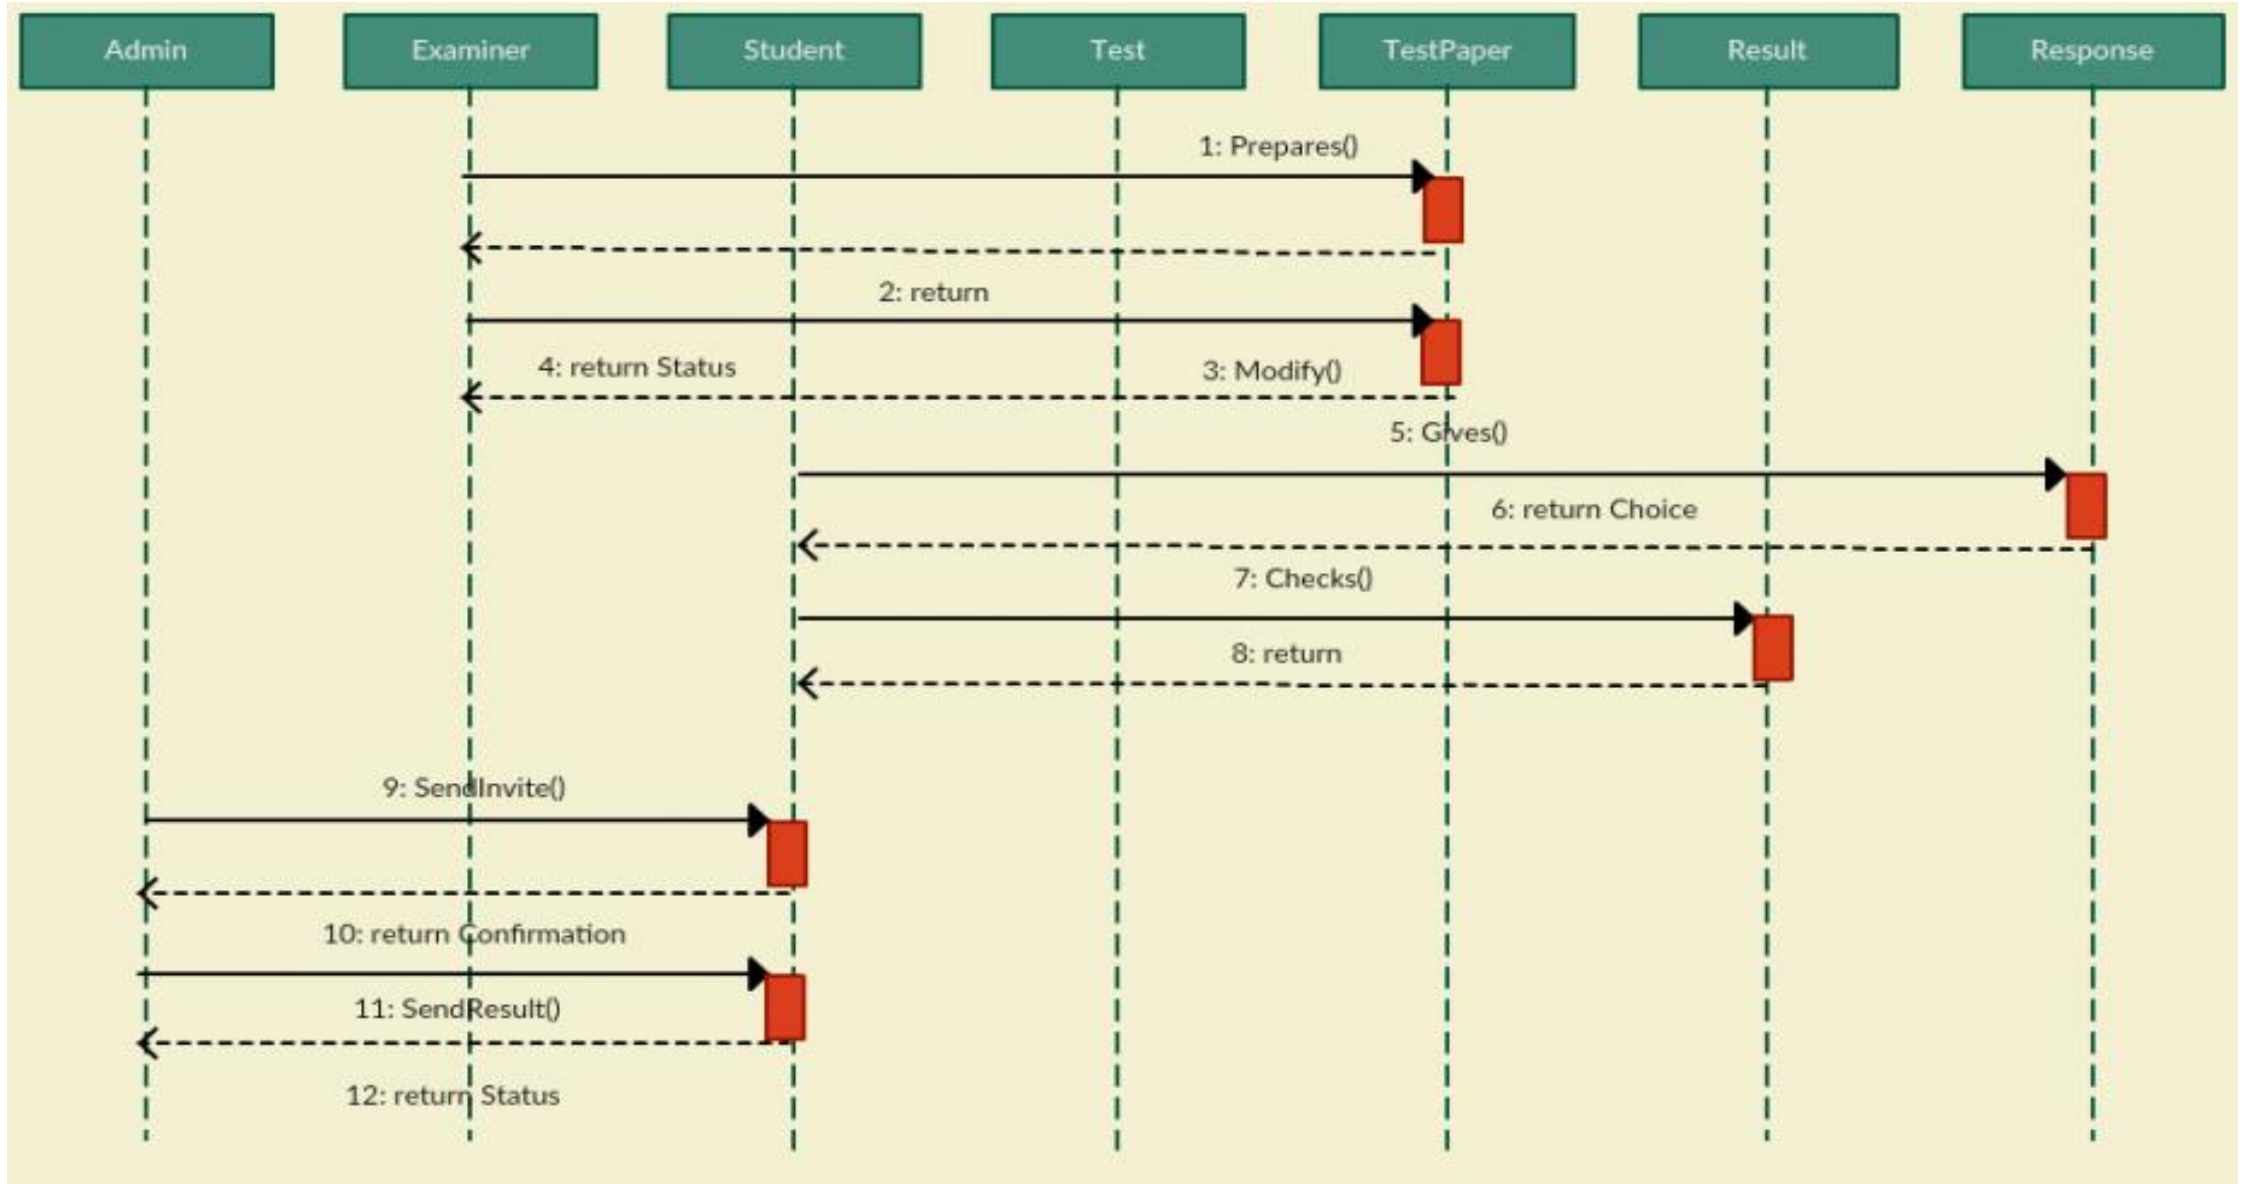 Admin
Examiner
Student
Test
TestPaper
Result
Response
1: Prepares()
2: return
4: return Status
3: Modify()
5: Gives()
6: return Choice
7: Checks()
8: return
9: SendInvite()
10: return Confirmation
11: SendResult()
12: return Status